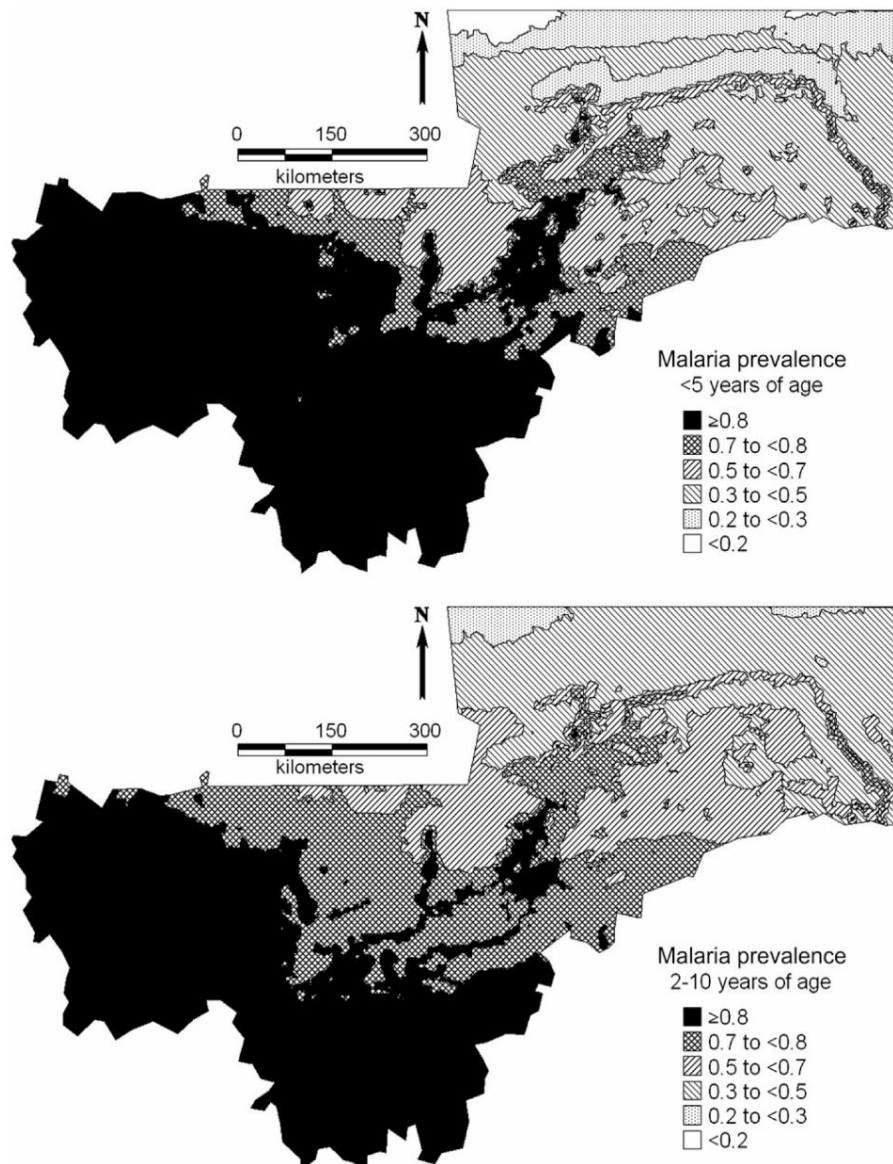 N
0 150 300
kilometers
Malaria prevalence
<5 years of age
≥0.8
0.7 to <0.8
0.5 to <0.7
0.3 to <0.5
0.2 to <0.3
<0.2
N
0 150 300
kilometers
Malaria prevalence
2-10 years of age
≥0.8
0.7 to <0.8
0.5 to <0.7
0.3 to <0.5
0.2 to <0.3
<0.2